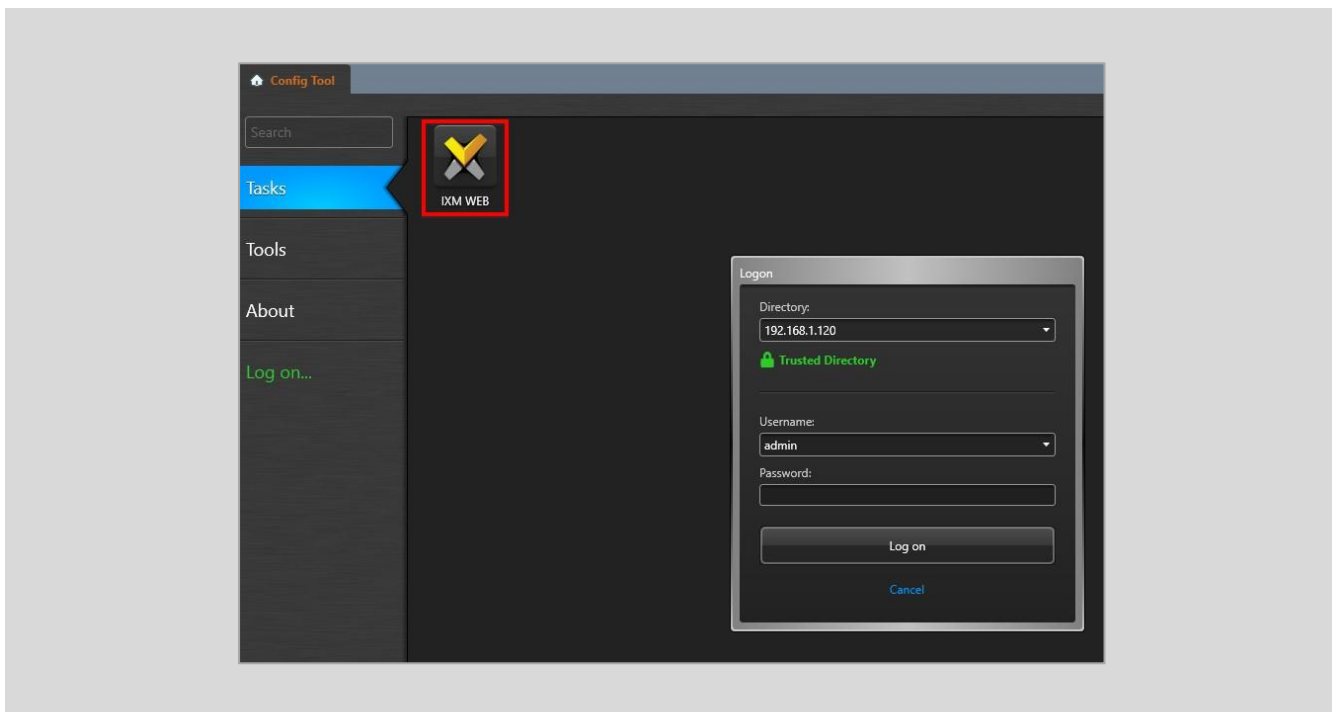 Config Tool
Search
Tasks
Tools
About
Log on...
IXM WEB
Logon
Directory:
192.168.1.120
Trusted Directory
Username:
admin
Password:
Log on
Cancel